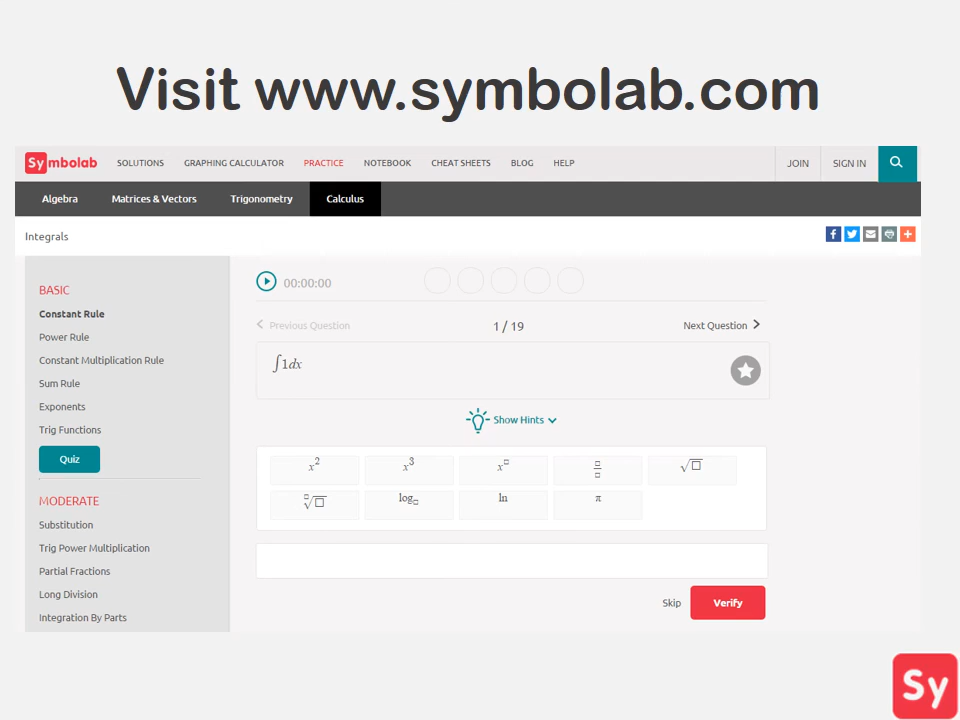 Visit www.symbolab.com
Symbolab SOLUTIONS GRAPHING CALCULATOR PRACTICE NOTEBOOK CHEAT SHEETS BLOG HELP JOIN SIGN IN
Algebra Matrices & Vectors Trigonometry Calculus
Integrals
BASIC
Constant Rule
Power Rule
Constant Multiplication Rule
Sum Rule
Exponents
Trig Functions
Quiz
MODERATE
Substitution
Trig Power Multiplication
Partial Fractions
Long Division
Integration By Parts
00:00:00
Previous Question 1 / 19 Next Question
∫1dx
Show Hints
x² x³ x^□ □/□ √□
□√□ log□ ln π
Skip Verify
Sy